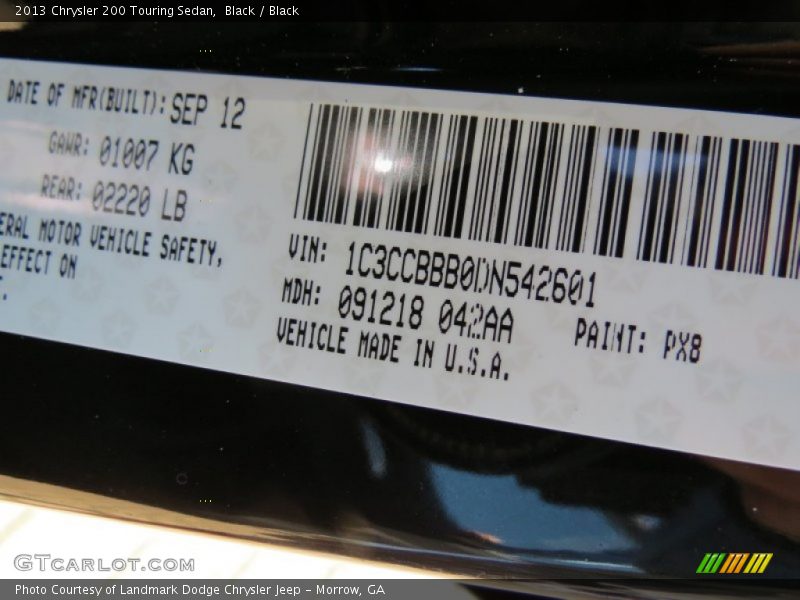 2013 Chrysler 200 Touring Sedan,  Black / Black
DATE OF MFR(BUILT): SEP 12
GAWR: 01007 KG
REAR: 02220 LB
ERAL MOTOR VEHICLE SAFETY,
EFFECT ON
VIN: 1C3CCBBB0DN542601
MDH: 091218 042AA
PAINT: PX8
VEHICLE MADE IN U.S.A.
GTCARLOT.COM
Photo Courtesy of Landmark Dodge Chrysler Jeep - Morrow, GA